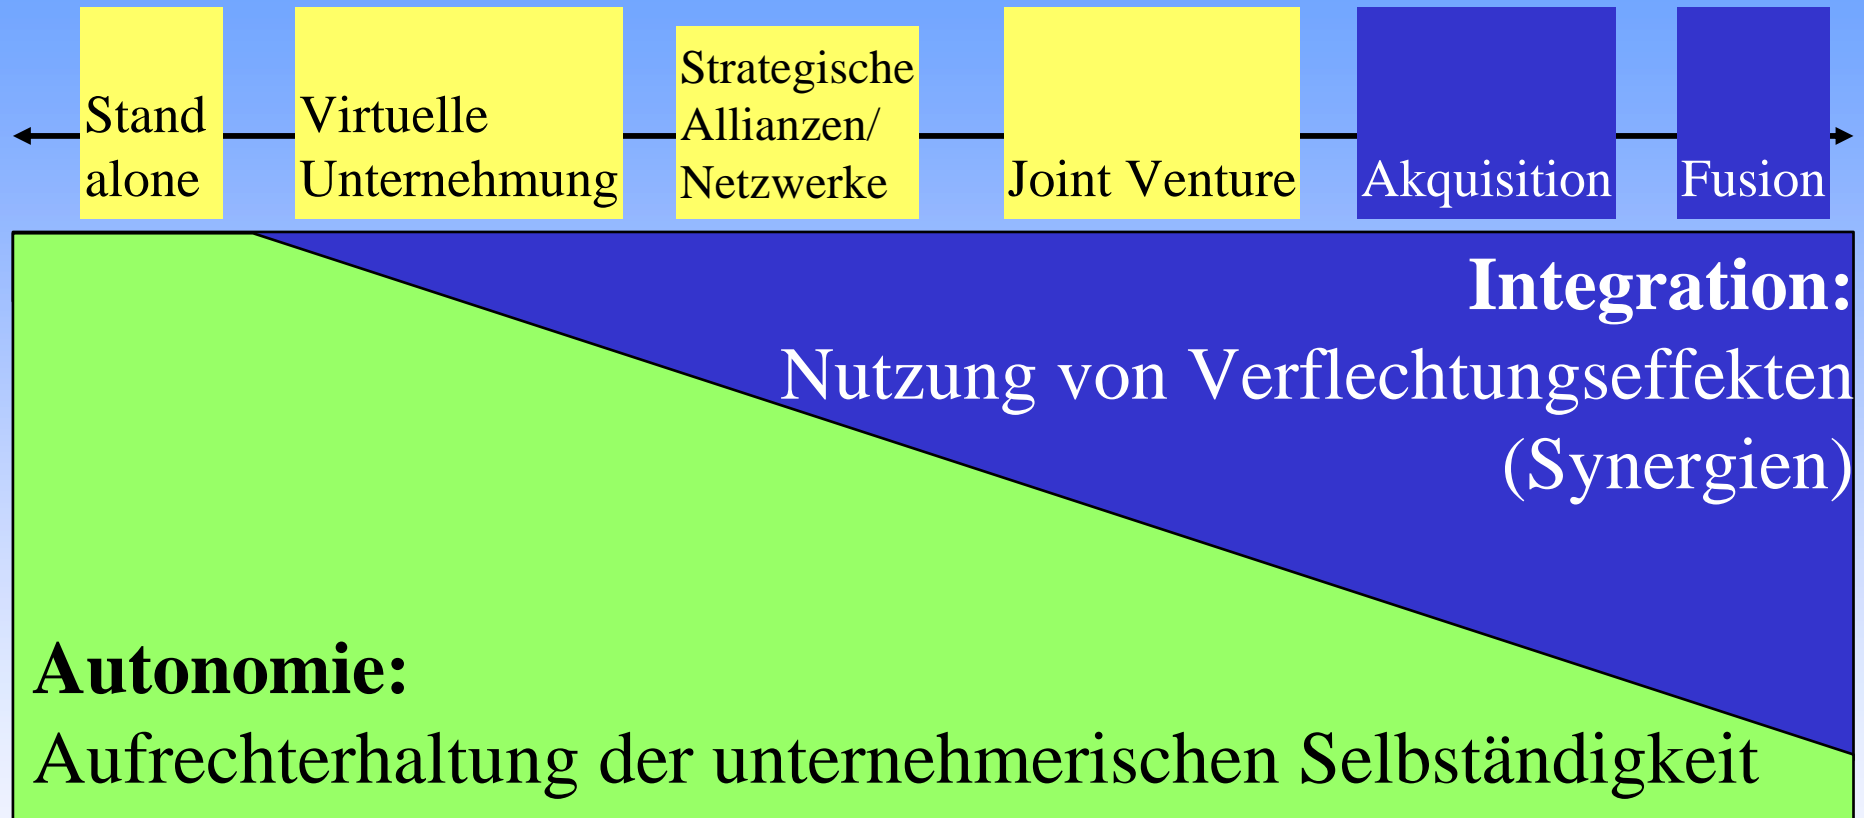 Stand
alone
Virtuelle
Unternehmung
Strategische
Allianzen/
Netzwerke
Joint Venture
Akquisition
Fusion
Integration:
Nutzung von Verflechtungseffekten
(Synergien)
Autonomie:
Aufrechterhaltung der unternehmerischen Selbständigkeit